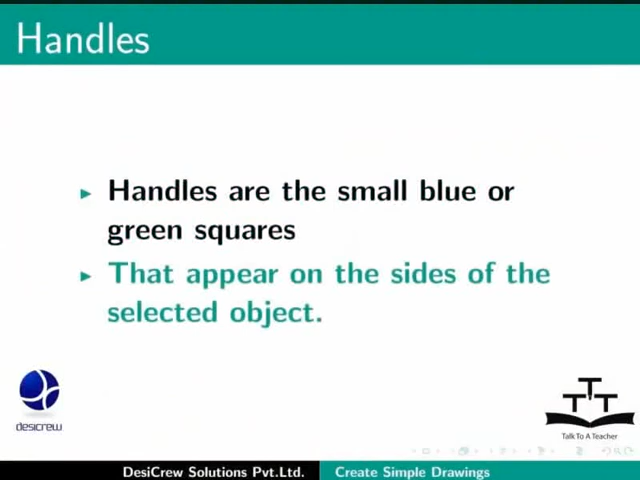 Handles
Handles are the small blue or
green squares
That appear on the sides of the
selected object.
desicrew
T T T
Talk To A Teacher
DesiCrew Solutions Pvt.Ltd. Create Simple Drawings